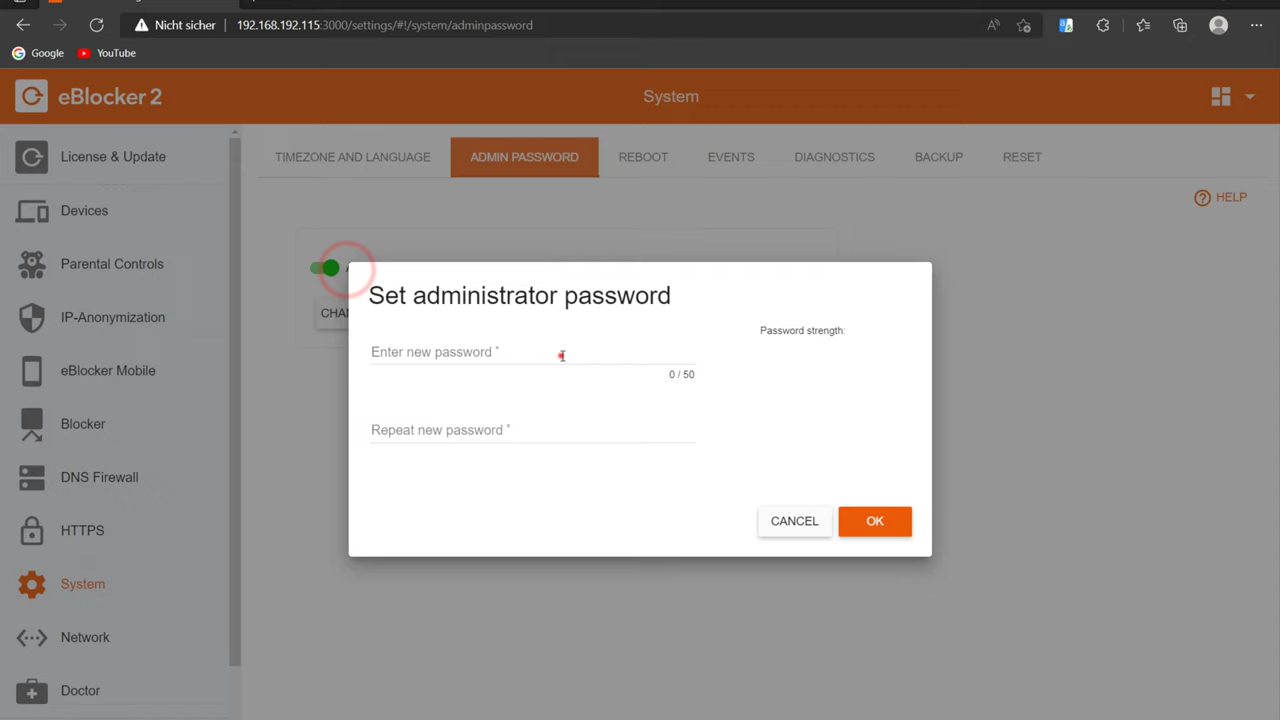 Nicht sicher 192.168.192.115:3000/settings/#!/system/adminpassword
Google YouTube
eBlocker 2
System
License & Update
Devices
Parental Controls
IP-Anonymization
eBlocker Mobile
Blocker
DNS Firewall
HTTPS
System
Network
Doctor
TIMEZONE AND LANGUAGE ADMIN PASSWORD REBOOT EVENTS DIAGNOSTICS BACKUP RESET
HELP
CHAN
Set administrator password
Password strength:
Enter new password *
0 / 50
Repeat new password *
CANCEL OK